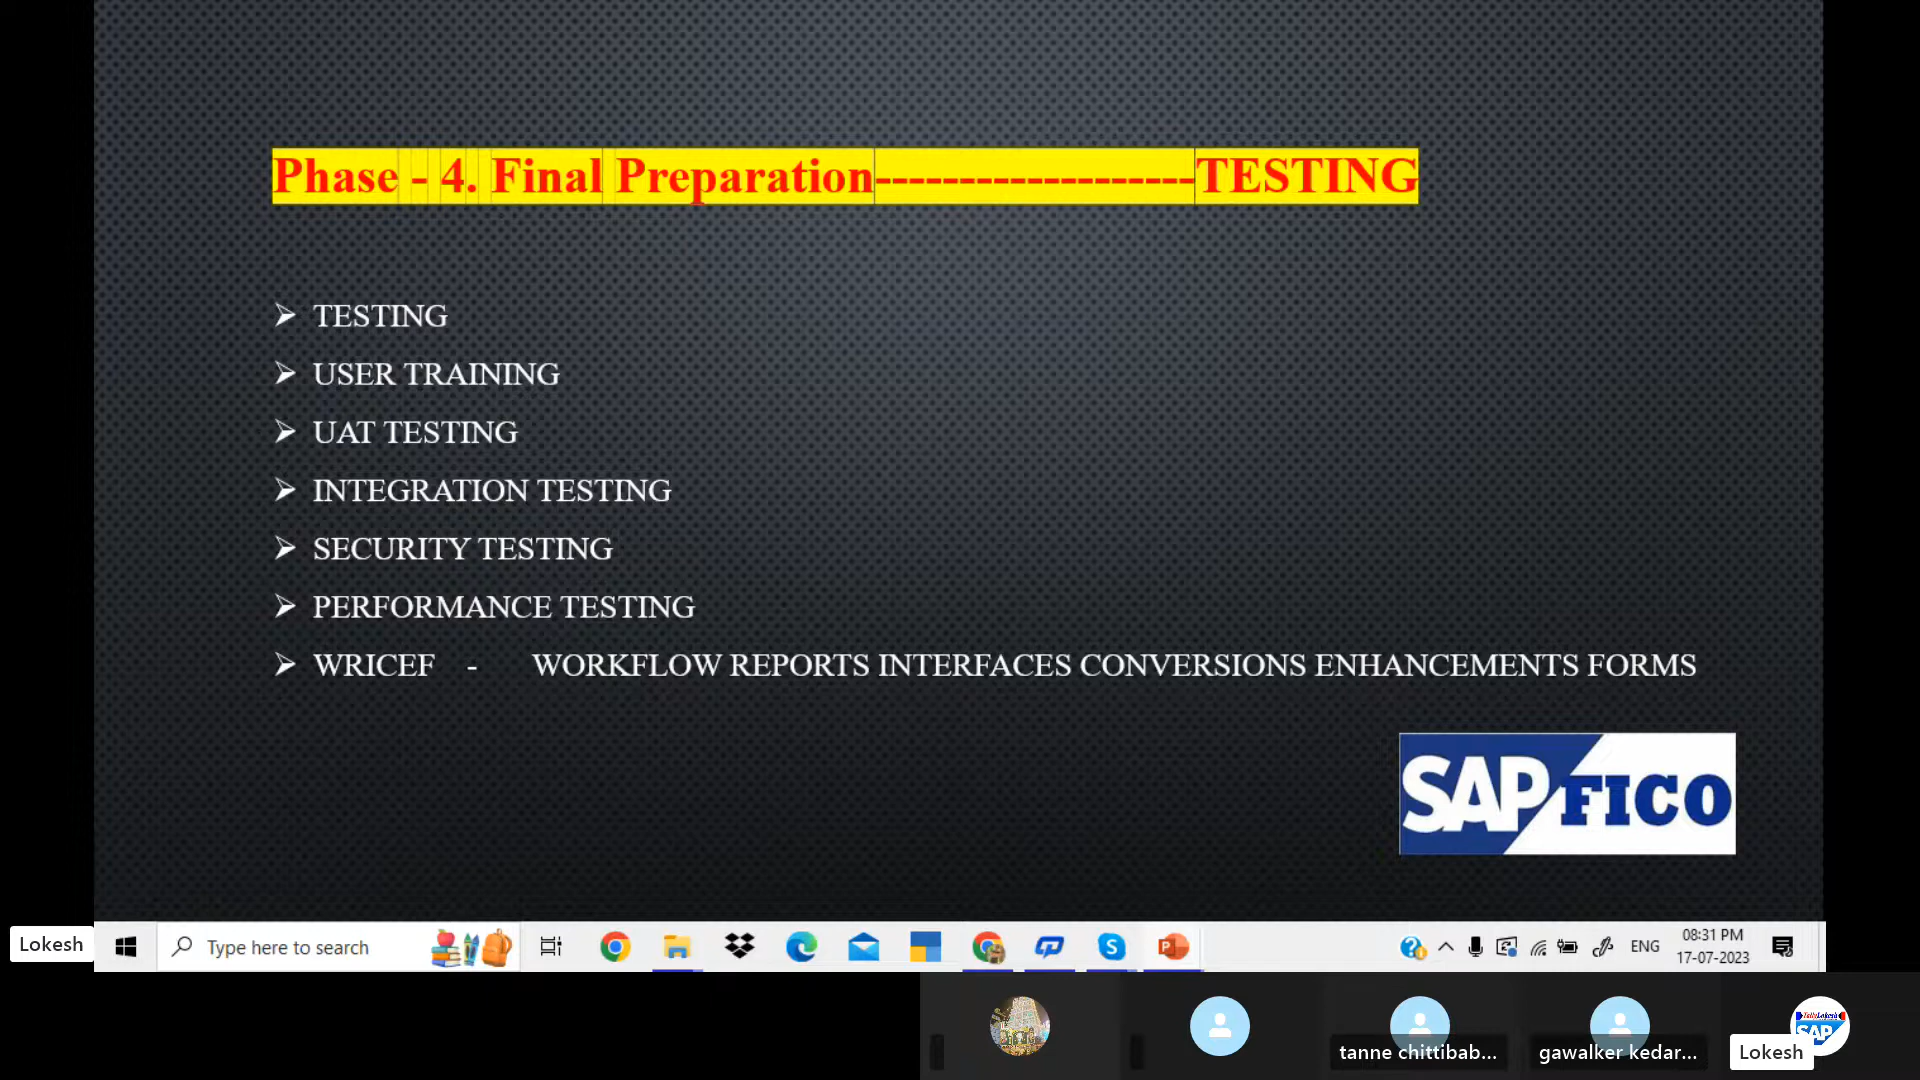 Phase - 4. Final Preparation-------------------TESTING
➢ TESTING
➢ USER TRAINING
➢ UAT TESTING
➢ INTEGRATION TESTING
➢ SECURITY TESTING
➢ PERFORMANCE TESTING
➢ WRICEF - WORKFLOW REPORTS INTERFACES CONVERSIONS ENHANCEMENTS FORMS
SAP FICO
Lokesh
Type here to search
ENG
08:31 PM
17-07-2023
tanne chittibab...
gawalker kedar...
Lokesh
SAP